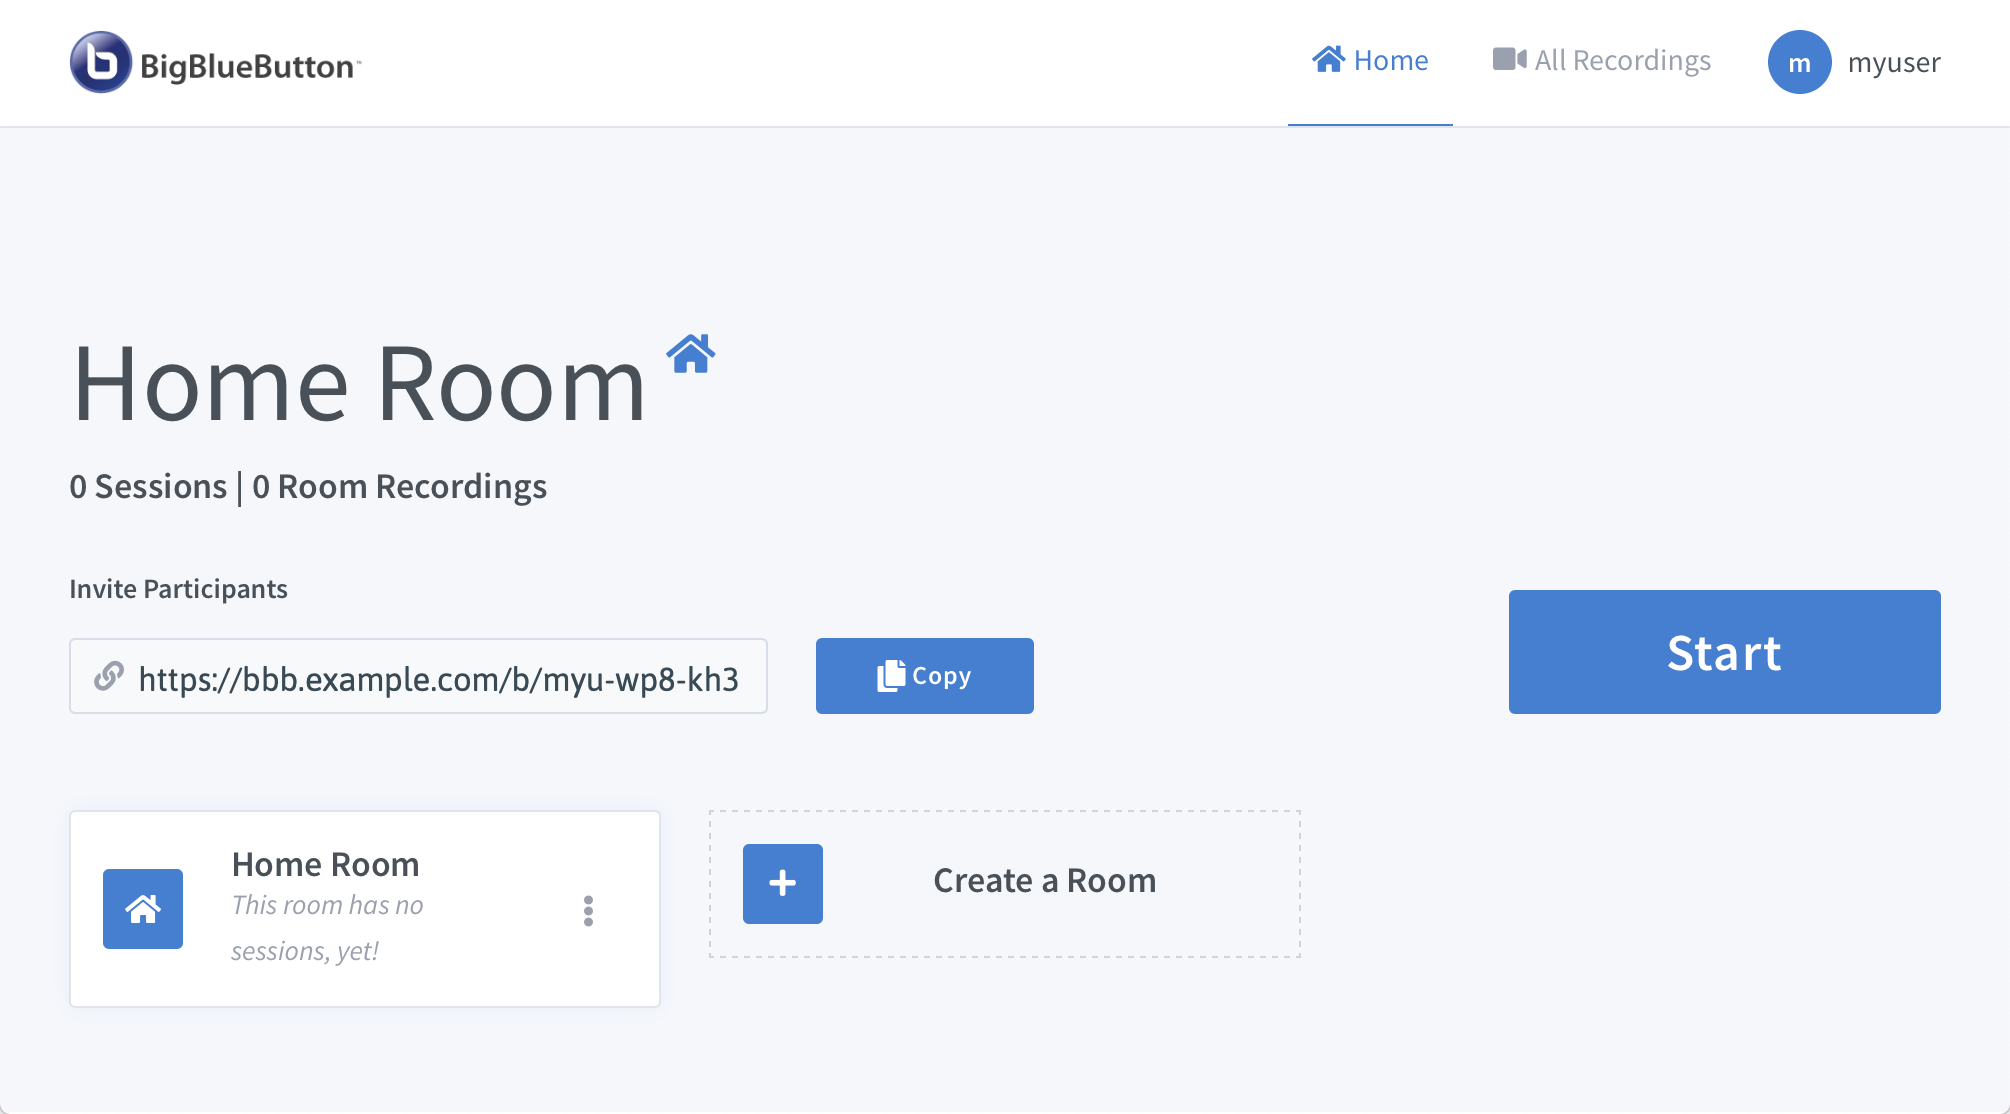 b BigBlueButton™
Home
All Recordings
m
myuser
Home Room
0 Sessions | 0 Room Recordings
Invite Participants
https://bbb.example.com/b/myu-wp8-kh3
Copy
Start
Home Room
This room has no
sessions, yet!
Create a Room